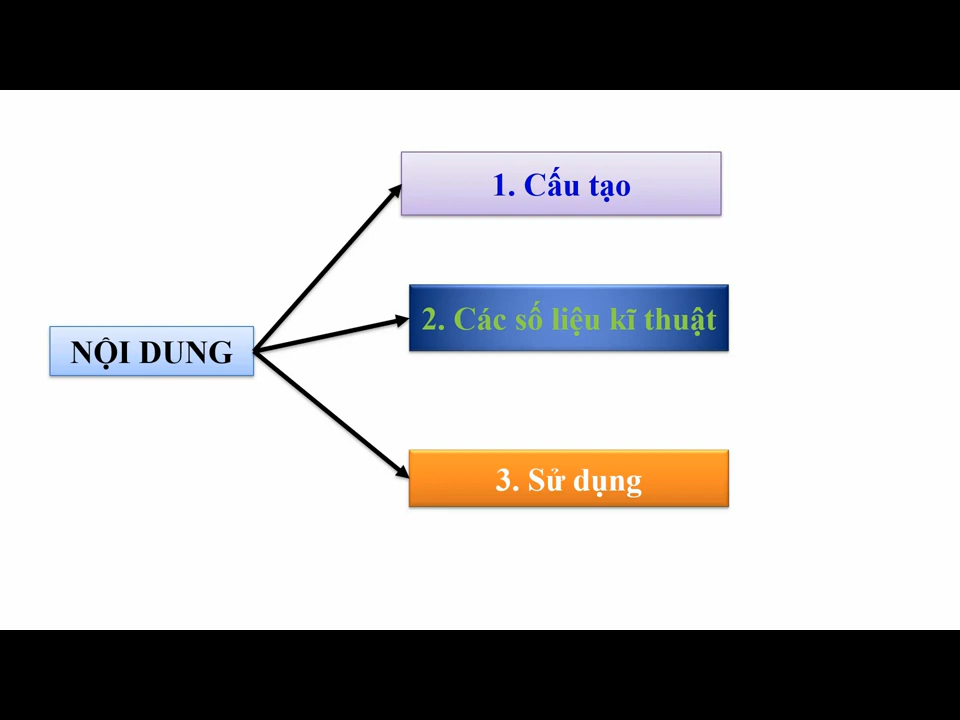 1. Cấu tạo
2. Các số liệu kĩ thuật
NỘI DUNG
3. Sử dụng